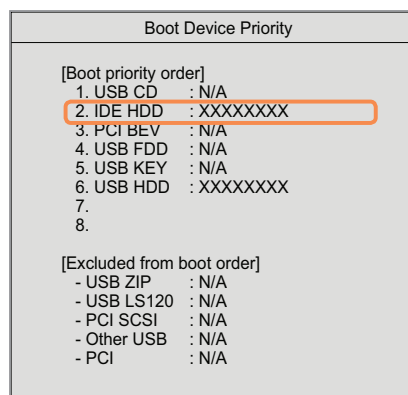 Boot Device Priority
[Boot priority order]
1. USB CD : N/A
2. IDE HDD : XXXXXXXX
3. PCI BEV : N/A
4. USB FDD : N/A
5. USB KEY : N/A
6. USB HDD : XXXXXXXX
7.
8.
[Excluded from boot order]
- USB ZIP : N/A
- USB LS120 : N/A
- PCI SCSI : N/A
- Other USB : N/A
- PCI : N/A